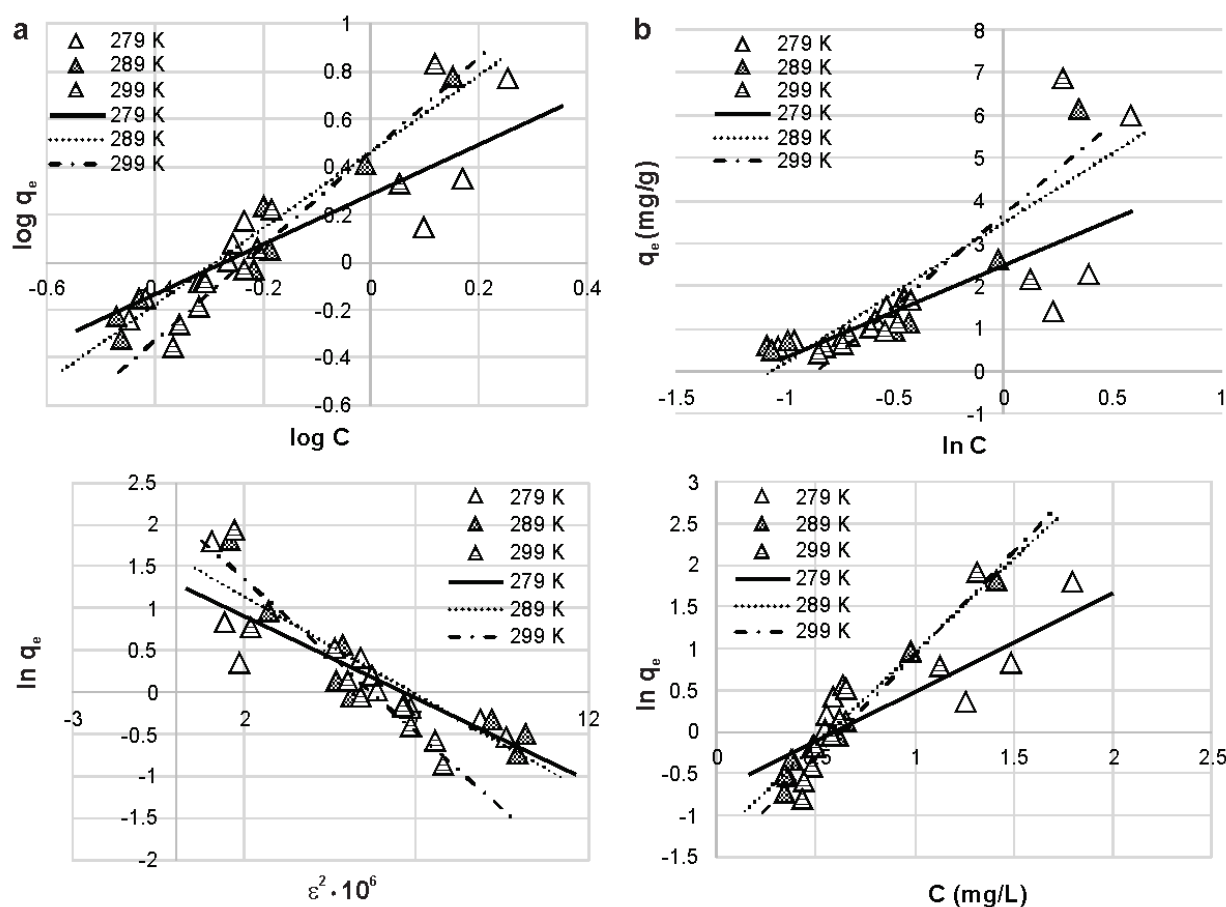 a
279 K
289 K
299 K
279 K
289 K
299 K
1
0.8
0.6
0.4
0.2
0
-0.2
-0.4
-0.6
-0.6
-0.4
-0.2
0
0.2
0.4
log qe
log C
b
279 K
289 K
299 K
279 K
289 K
299 K
8
7
6
5
4
3
2
1
0
-1
-1.5
-1
-0.5
0
0.5
1
qe (mg/g)
ln C
2.5
2
1.5
1
0.5
0
-0.5
-1
-1.5
-2
-3
2
12
279 K
289 K
299 K
279 K
289 K
299 K
ln qe
ε²·10⁶
3
2.5
2
1.5
1
0.5
0
-0.5
-1
-1.5
0
0.5
1
1.5
2
2.5
279 K
289 K
299 K
279 K
289 K
299 K
ln qe
C (mg/L)